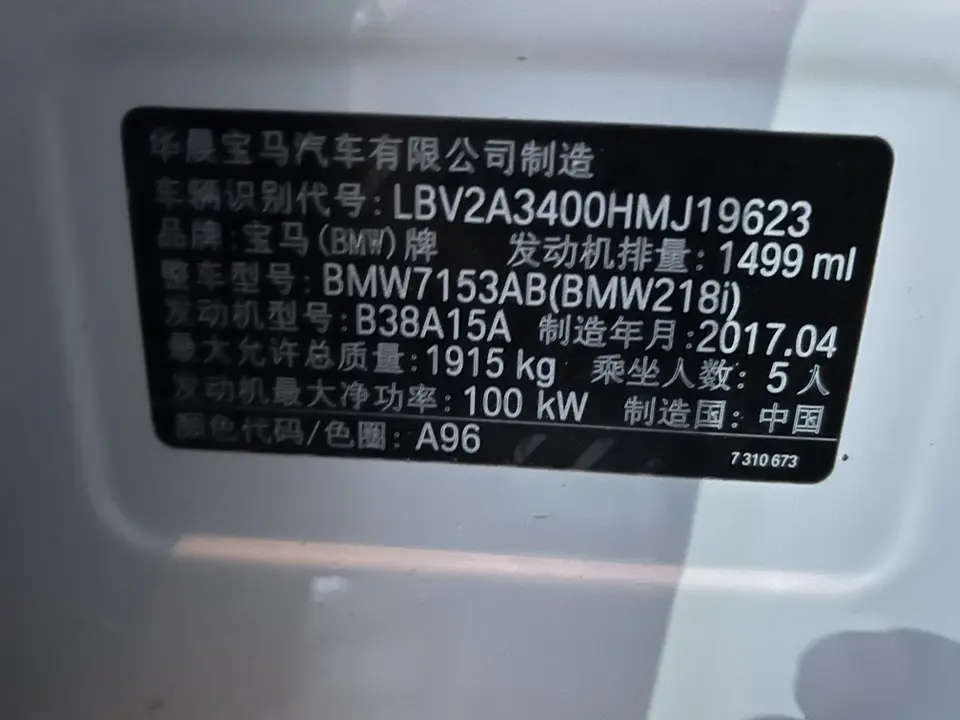 华晨宝马汽车有限公司制造
车辆识别代号: LBV2A3400HMJ19623
品牌: 宝马(BMW)牌 发动机排量: 1499 ml
整车型号: BMW7153AB(BMW218i)
发动机型号: B38A15A 制造年月: 2017.04
最大允许总质量: 1915 kg 乘坐人数: 5 人
发动机最大净功率: 100 kW 制造国: 中国
颜色代码/色圈: A96
7 310 673